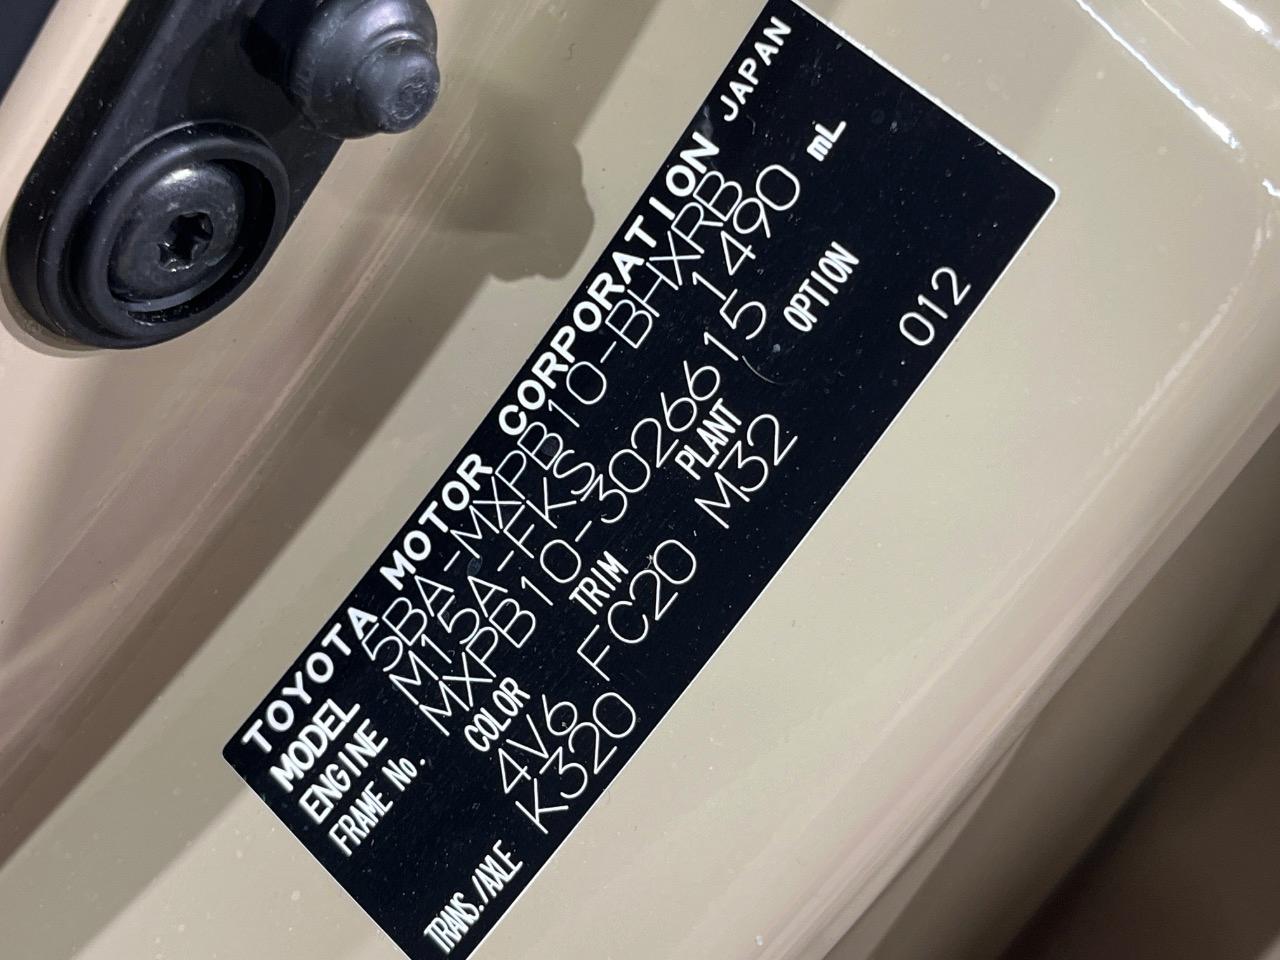 TOYOTA MOTOR CORPORATION JAPAN
MODEL 5BA-MXPB10-BHXRB
ENGINE M15A-FKS 1490 mL
FRAME No. MXPB10-3026615
COLOR TRIM PLANT OPTION
4V6 FC20 M32 012
TRANS./AXLE K320